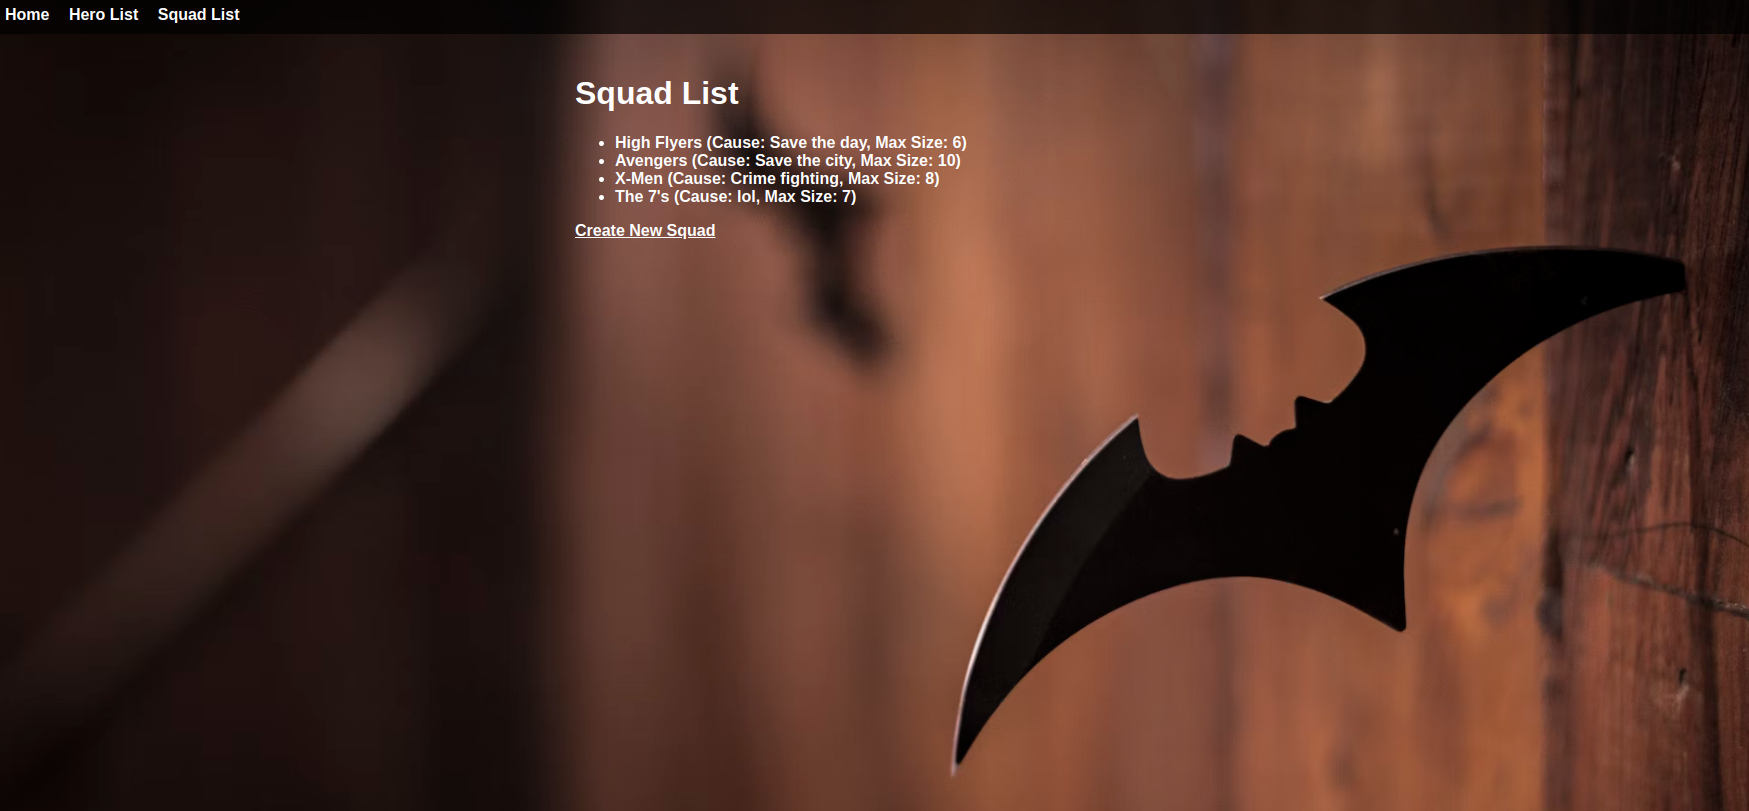 Home Hero List Squad List
Squad List
High Flyers (Cause: Save the day, Max Size: 6)
Avengers (Cause: Save the city, Max Size: 10)
X-Men (Cause: Crime fighting, Max Size: 8)
The 7's (Cause: lol, Max Size: 7)
Create New Squad